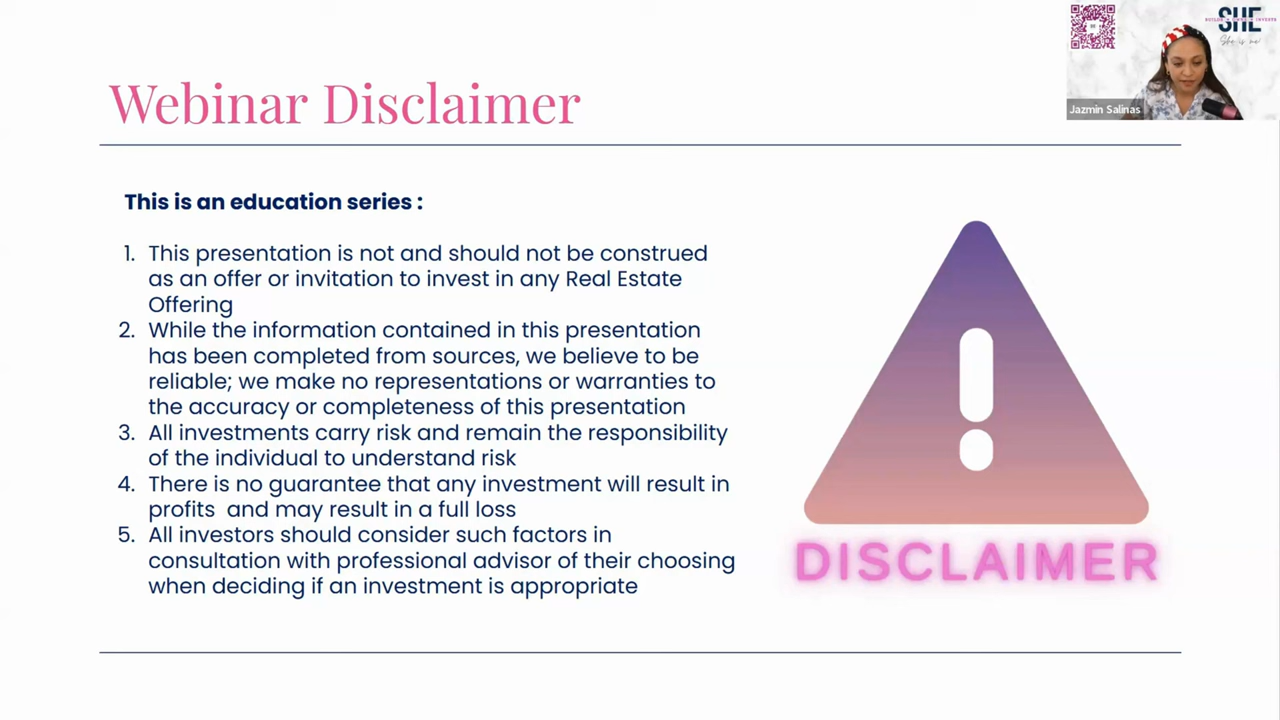 SHE
BUILDS • OWNS • INVESTS
She is me!
Jazmin Salinas
Webinar Disclaimer
This is an education series :
1. This presentation is not and should not be construed
as an offer or invitation to invest in any Real Estate
Offering
2. While the information contained in this presentation
has been completed from sources, we believe to be
reliable; we make no representations or warranties to
the accuracy or completeness of this presentation
3. All investments carry risk and remain the responsibility
of the individual to understand risk
4. There is no guarantee that any investment will result in
profits  and may result in a full loss
5. All investors should consider such factors in
consultation with professional advisor of their choosing
when deciding if an investment is appropriate
DISCLAIMER